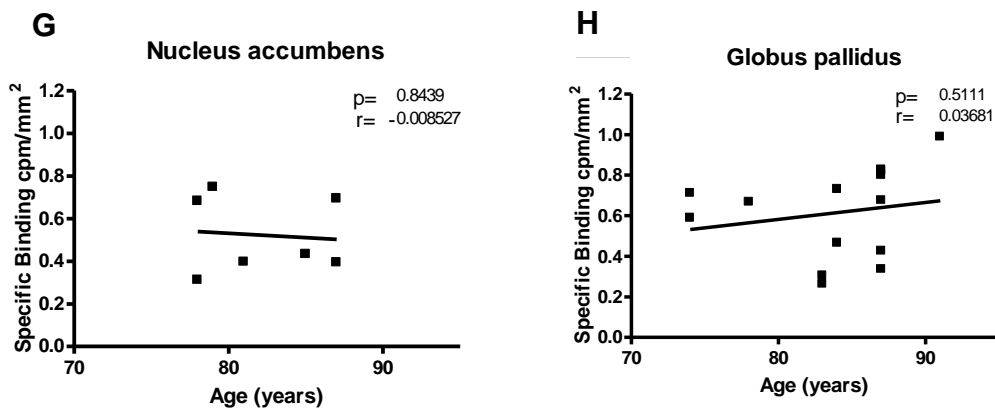 G
Nucleus accumbens
p= 0.8439
r= -0.008527
Specific Binding cpm/mm²
1.2
1.0
0.8
0.6
0.4
0.2
0.0
70 80 90
Age (years)
H
Globus pallidus
p= 0.5111
r= 0.03681
Specific Binding cpm/mm²
1.2
1.0
0.8
0.6
0.4
0.2
0.0
70 80 90
Age (years)